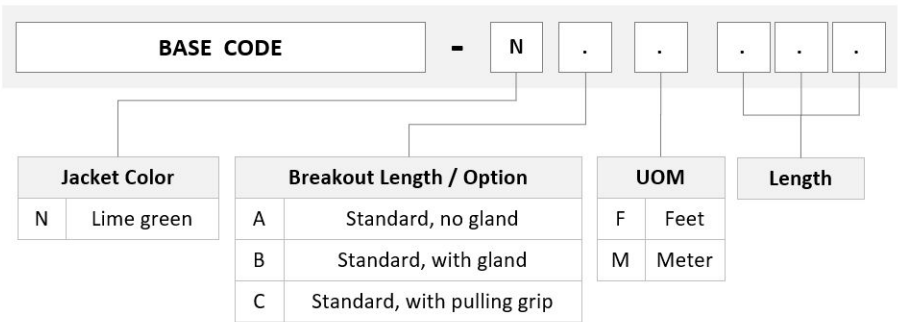 BASE CODE - N . . . . .
Jacket Color Breakout Length / Option UOM Length
N Lime green A Standard, no gland F Feet
B Standard, with gland M Meter
C Standard, with pulling grip